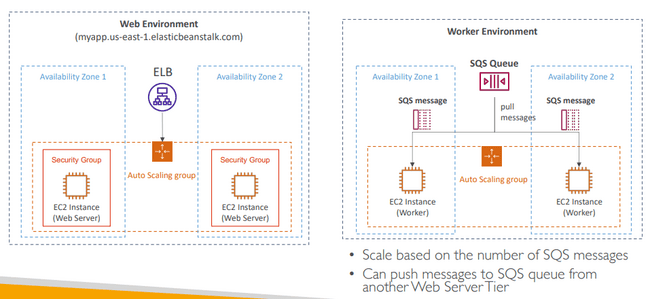 Web Environment
(myapp.us-east-1.elasticbeanstalk.com)
Availability Zone 1
ELB
Availability Zone 2
Security Group
Security Group
Auto Scaling group
EC2 Instance
(Web Server)
EC2 Instance
(Web Server)
Worker Environment
SQS Queue
Availability Zone 1
Availability Zone 2
SQS message
pull
messages
SQS message
Auto Scaling group
EC2 Instance
(Worker)
EC2 Instance
(Worker)
• Scale based on the number of SQS messages
• Can push messages to SQS queue from
another Web Server Tier